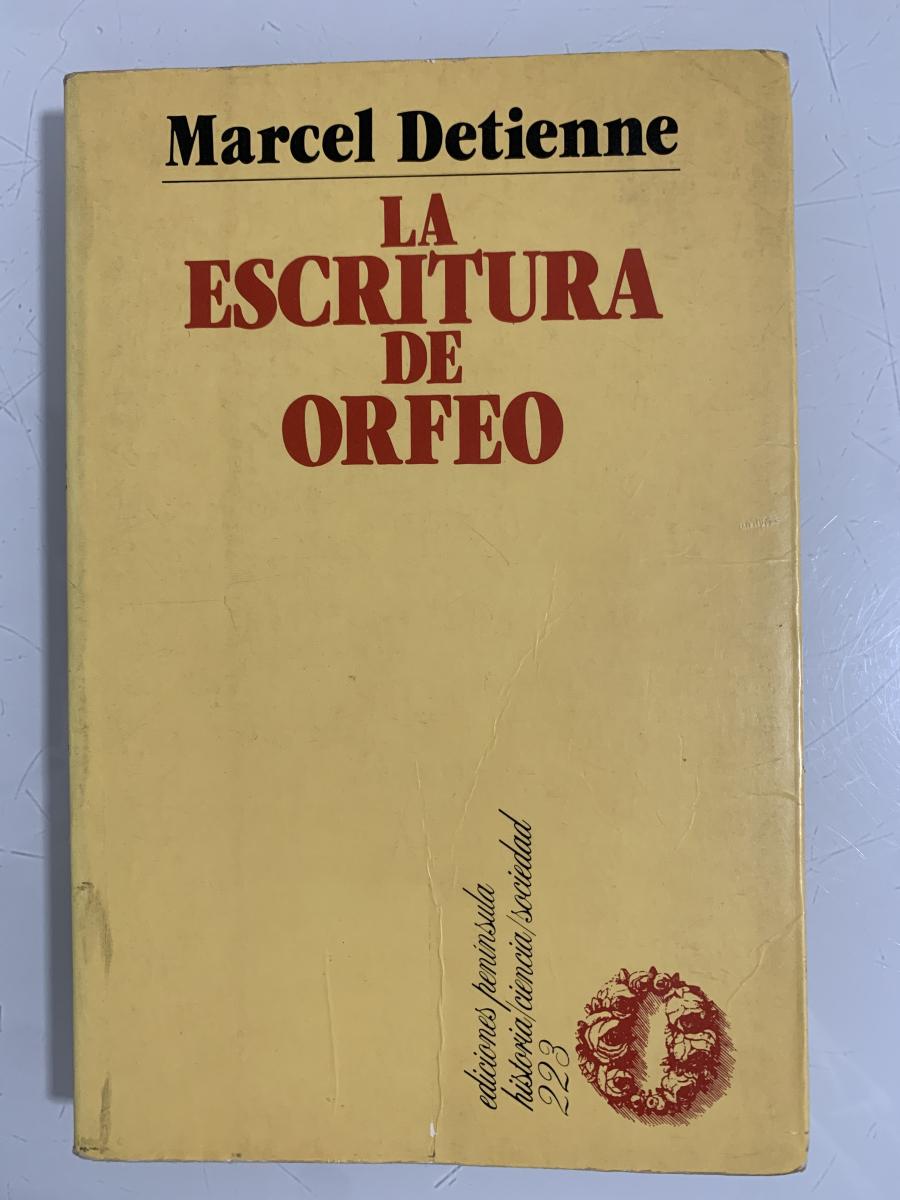 Marcel Detienne
LA
ESCRITURA
DE
ORFEO
ediciones península
historia/ciencia/sociedad
223